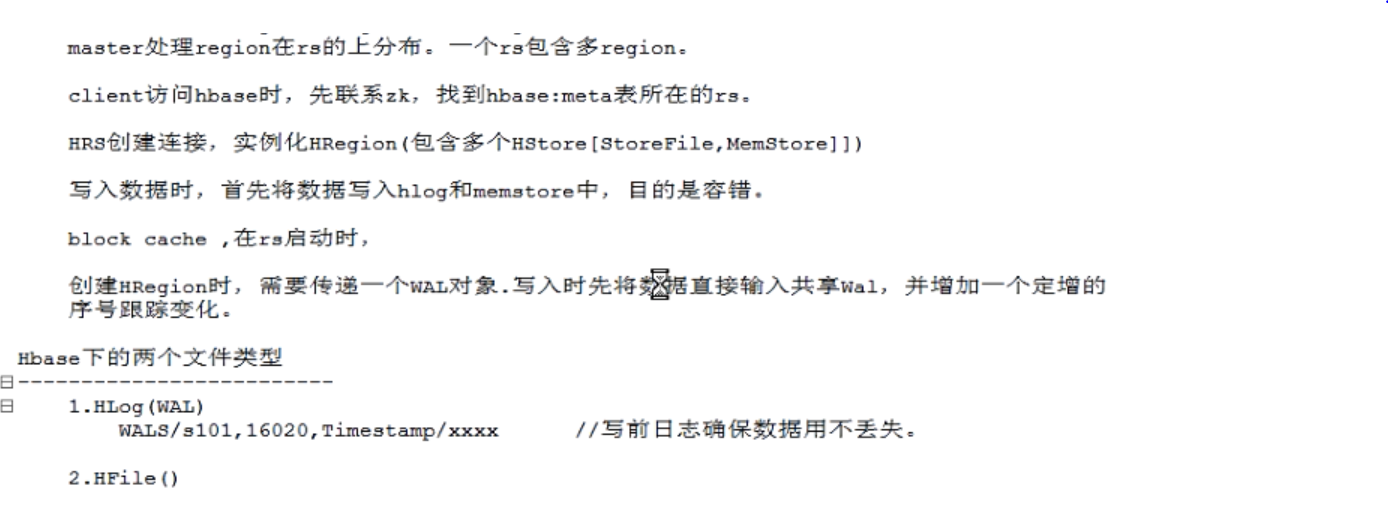 master处理region在rs的上分布。一个rs包含多region。
client访问hbase时，先联系zk，找到hbase:meta表所在的rs。
HRS创建连接，实例化HRegion(包含多个HStore[StoreFile,MemStore]])
写入数据时，首先将数据写入hlog和memstore中，目的是容错。
block cache ,在rs启动时，
创建HRegion时，需要传递一个WAL对象.写入时先将数据直接输入共享Wal，并增加一个定增的
序号跟踪变化。
Hbase下的两个文件类型
-------------------------
1.HLog(WAL)
WALS/s101,16020,Timestamp/xxxx //写前日志确保数据用不丢失。
2.HFile()